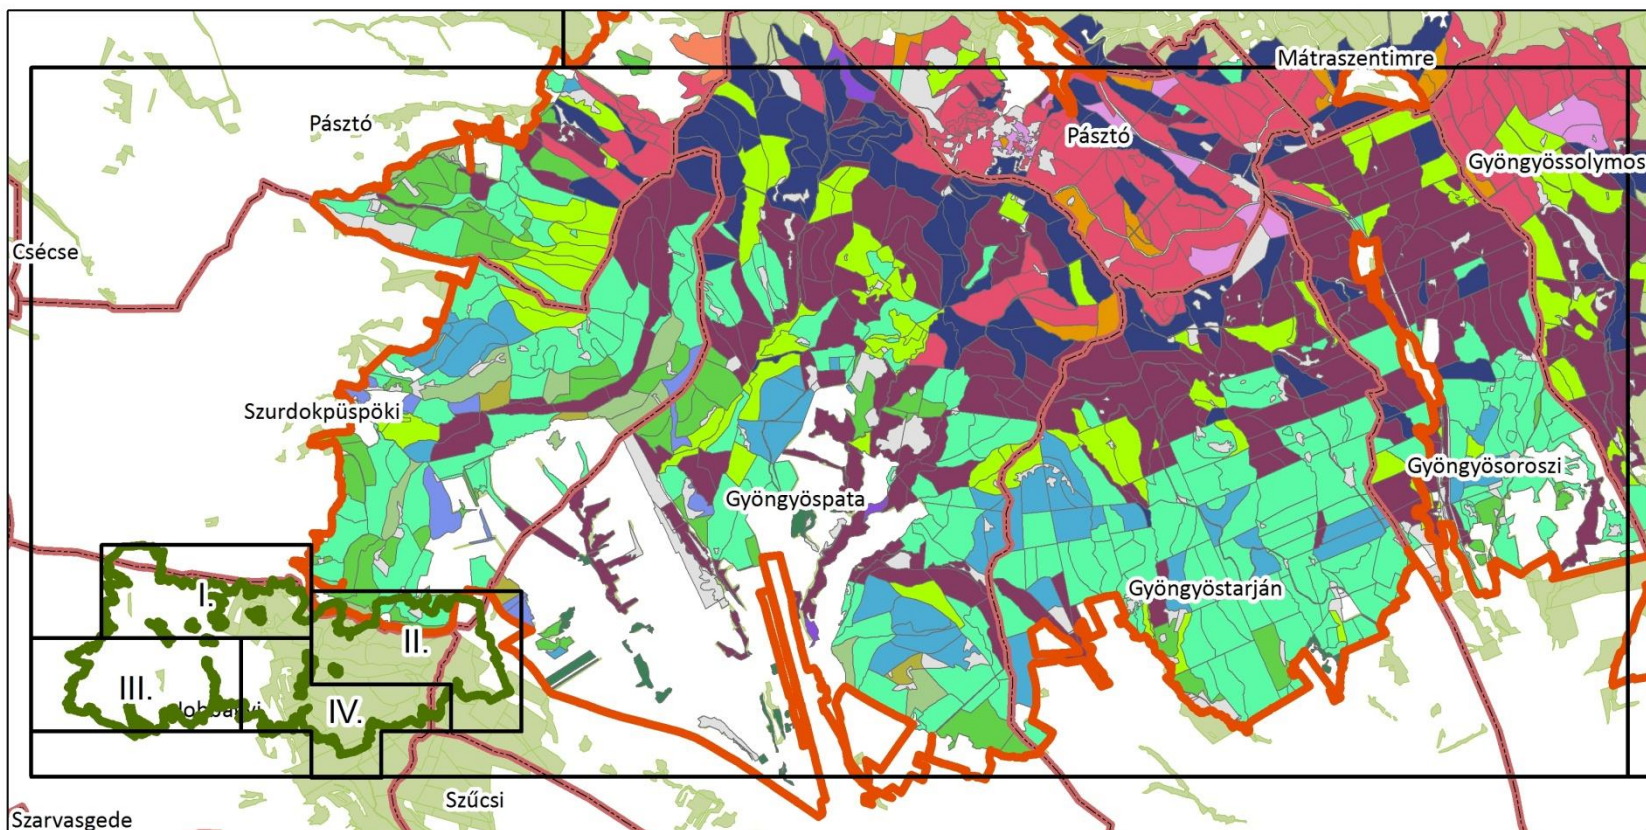 Mátraszentimre
Pásztó
Pásztó
Gyöngyössolymos
Csécse
Szurdokpüspöki
Gyöngyösoroszi
Gyöngyöspata
Gyöngyöstarján
I.
II.
III.
IV.
Szűcsi
Szarvasgede